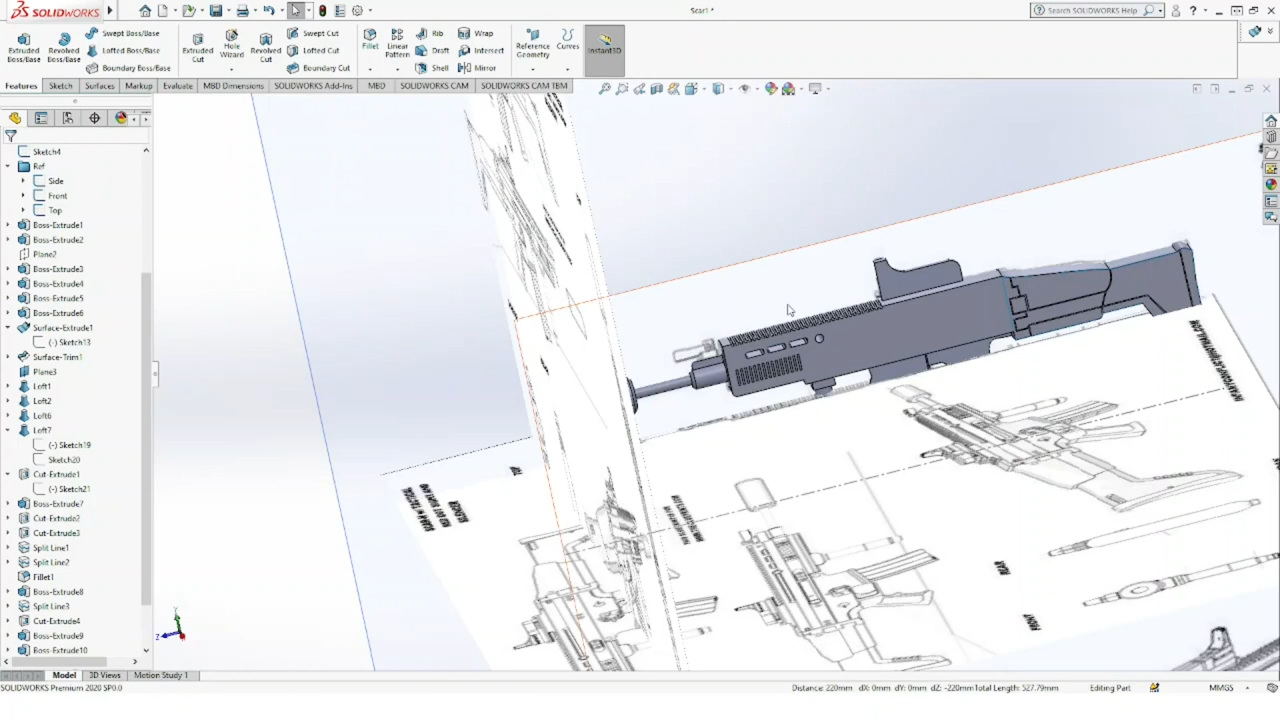 SOLIDWORKS
Scar1 *
Search SOLIDWORKS Help
Extruded Boss/Base
Revolved Boss/Base
Swept Boss/Base
Lofted Boss/Base
Boundary Boss/Base
Extruded Cut
Hole Wizard
Revolved Cut
Swept Cut
Lofted Cut
Boundary Cut
Fillet
Linear Pattern
Rib
Draft
Shell
Wrap
Intersect
Mirror
Reference Geometry
Curves
Instant3D
Features Sketch Surfaces Markup Evaluate MBD Dimensions SOLIDWORKS Add-Ins MBD SOLIDWORKS CAM SOLIDWORKS CAM TBM
Sketch4
Ref
Side
Front
Top
Boss-Extrude1
Boss-Extrude2
Plane2
Boss-Extrude3
Boss-Extrude4
Boss-Extrude5
Boss-Extrude6
Surface-Extrude1
(-) Sketch13
Surface-Trim1
Plane3
Loft1
Loft2
Loft6
Loft7
(-) Sketch19
Sketch20
Cut-Extrude1
(-) Sketch21
Boss-Extrude7
Cut-Extrude2
Cut-Extrude3
Split Line1
Split Line2
Fillet1
Boss-Extrude8
Split Line3
Cut-Extrude4
Boss-Extrude9
Boss-Extrude10
REAR
FRONT
Y
Z
Model 3D Views Motion Study 1
SOLIDWORKS Premium 2020 SP0.0
Distance: 220mm dX: 0mm dY: 0mm dZ: -220mmTotal Length: 527.79mm Editing Part MMGS